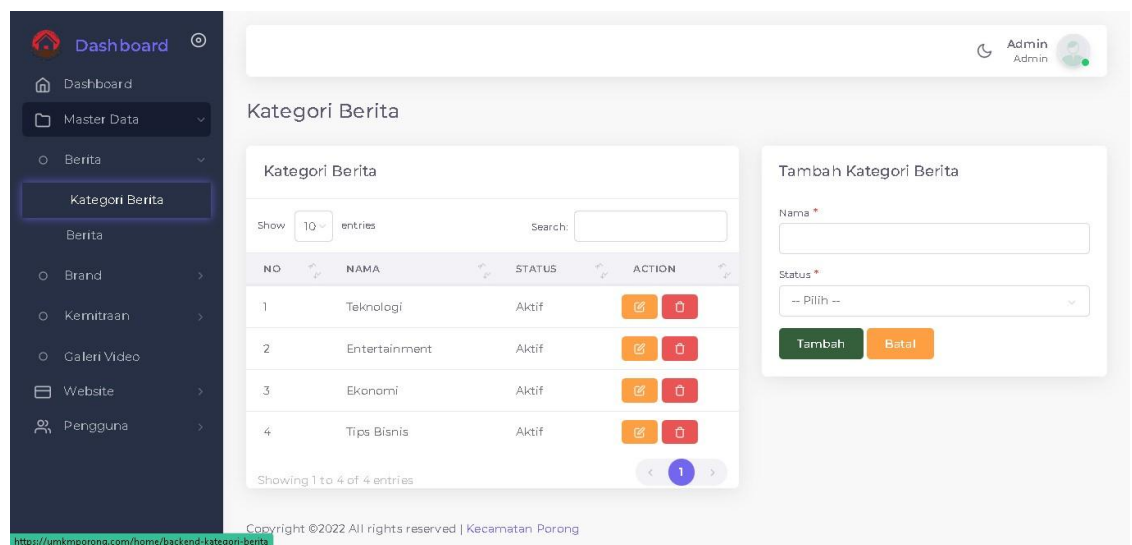 Dashboard
Dashboard
Master Data
Berita
Kategori Berita
Berita
Brand
Kemitraan
Galeri Video
Website
Pengguna
Admin
Admin
Kategori Berita
Kategori Berita
Show 10 entries Search:
NO NAMA STATUS ACTION
1 Teknologi Aktif
2 Entertainment Aktif
3 Ekonomi Aktif
4 Tips Bisnis Aktif
Showing 1 to 4 of 4 entries
< 1 >
Tambah Kategori Berita
Nama *
Status *
-- Pilih --
Tambah Batal
Copyright ©2022 All rights reserved | Kecamatan Porong
https://umkmporong.com/home/backend-kategori-berita